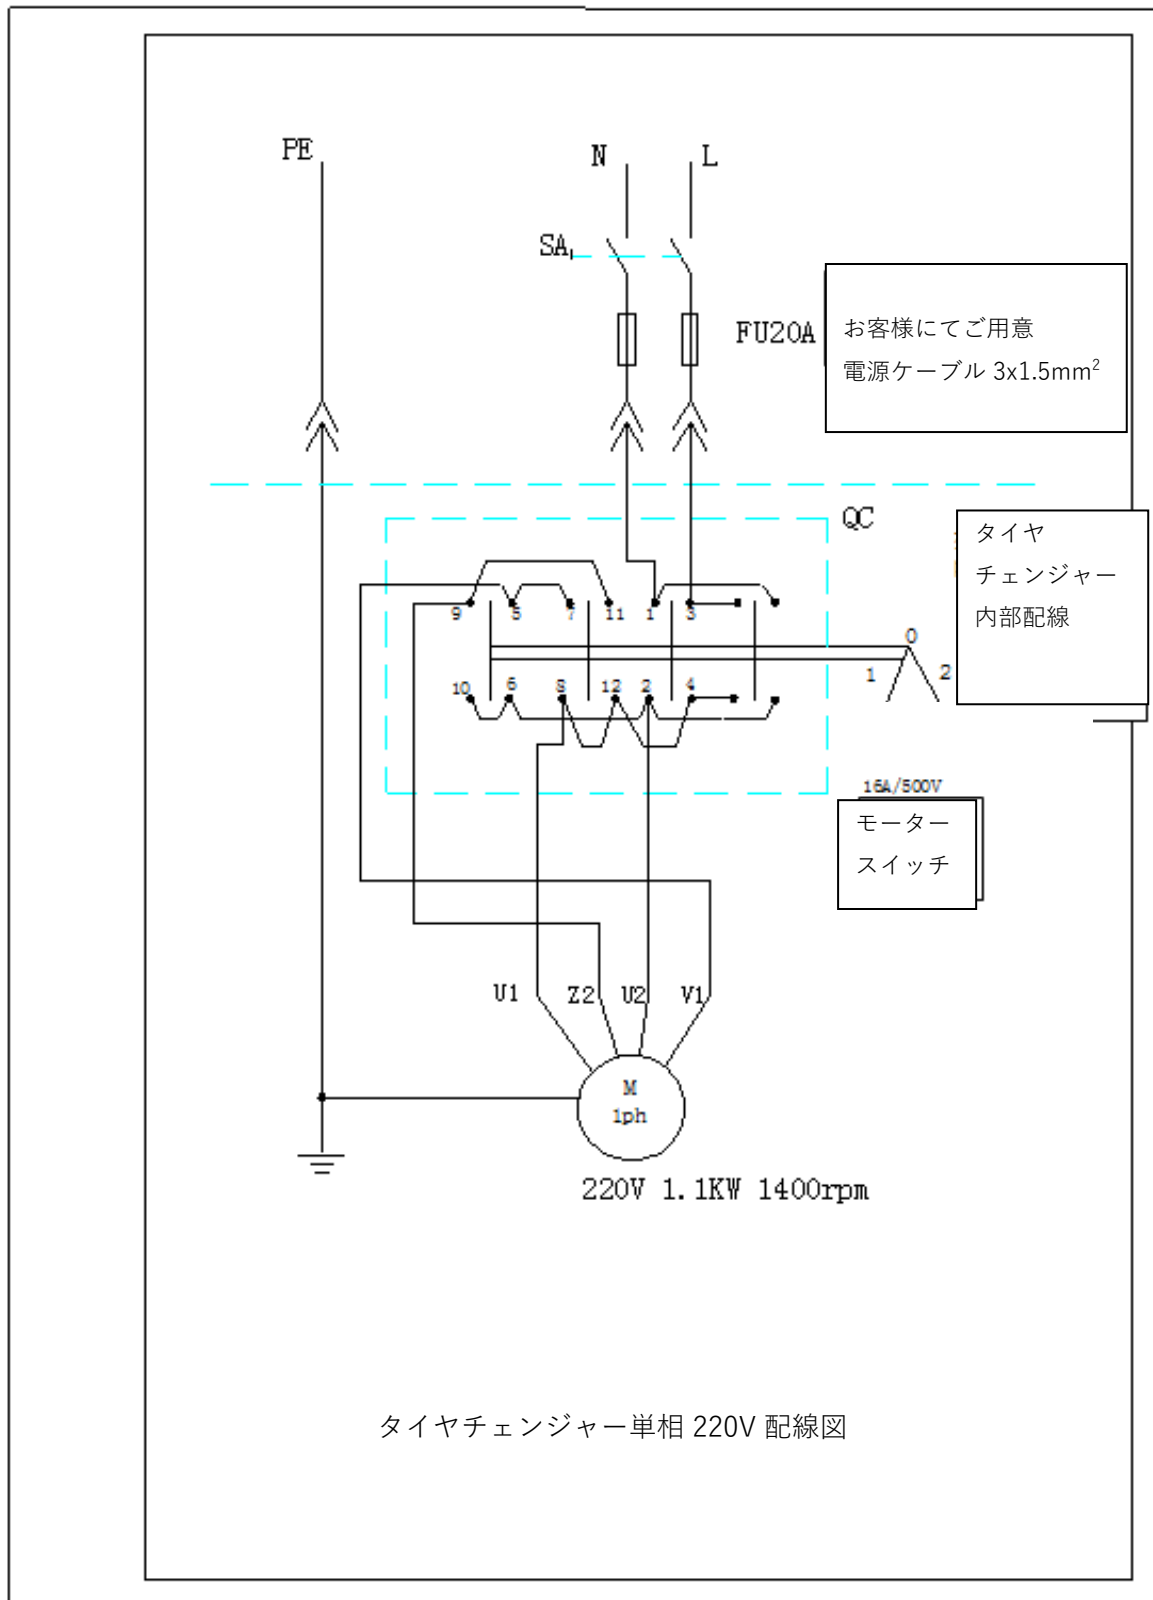 PE
N
L
SA
FU20A
お客様にてご用意
電源ケーブル 3x1.5mm²
QC
タイヤ
チェンジャー
内部配線
9 5 7 11 1 3
0
1 2
10 6 8 12 2 4
16A/500V
モーター
スイッチ
U1 Z2 U2 V1
M
1ph
220V 1.1KW 1400rpm
タイヤチェンジャー単相 220V 配線図